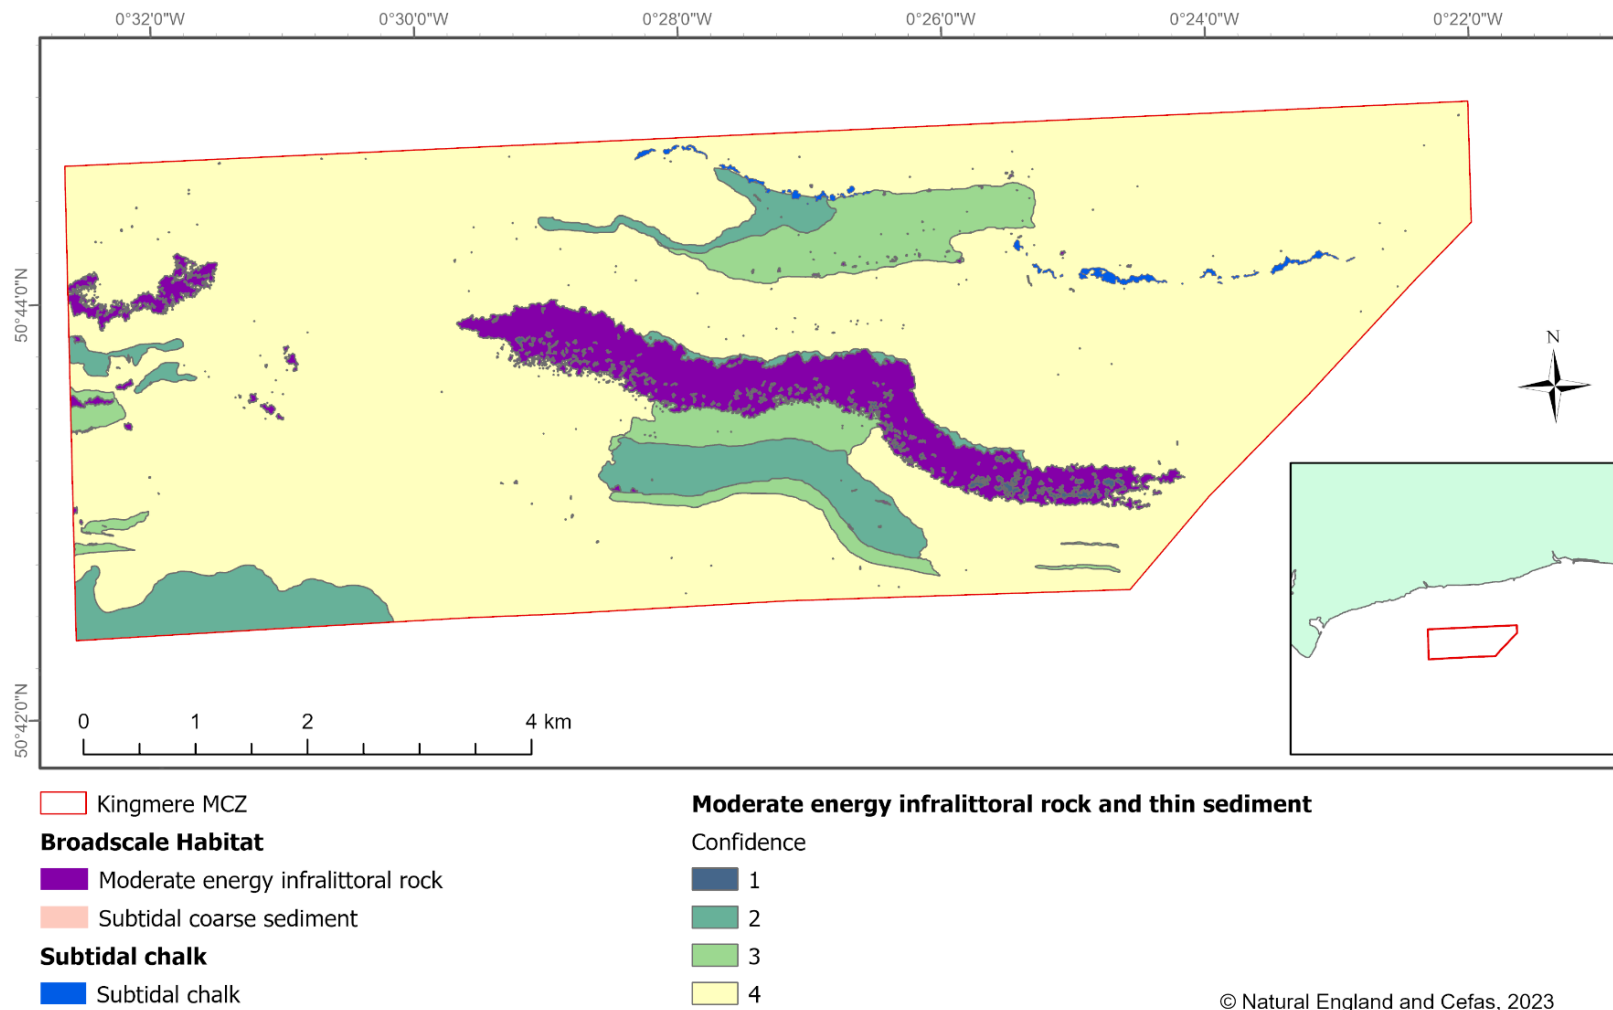 0°32'0"W 0°30'0"W 0°28'0"W 0°26'0"W 0°24'0"W 0°22'0"W
50°44'0"N
N
50°42'0"N
0 1 2 4 km
Kingmere MCZ
Broadscale Habitat
Moderate energy infralittoral rock
Subtidal coarse sediment
Subtidal chalk
Subtidal chalk
Moderate energy infralittoral rock and thin sediment
Confidence
1
2
3
4
© Natural England and Cefas, 2023